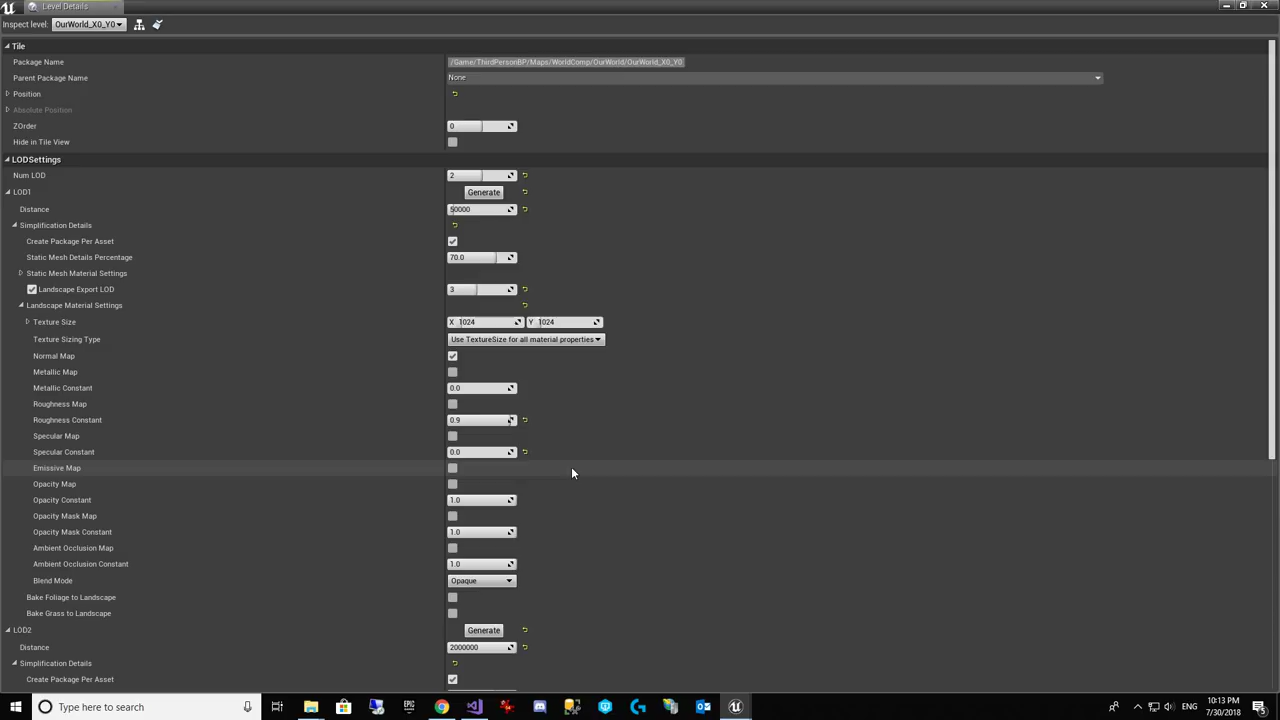 Level Details
Inspect level: OurWorld_X0_Y0
Tile
Package Name /Game/ThirdPersonBP/Maps/WorldComp/OurWorld/OurWorld_X0_Y0
Parent Package Name None
Position
Absolute Position
ZOrder 0
Hide in Tile View
LODSettings
Num LOD 2
LOD1 Generate
Distance 50000
Simplification Details
Create Package Per Asset
Static Mesh Details Percentage 70.0
Static Mesh Material Settings
Landscape Export LOD 3
Landscape Material Settings
Texture Size X 1024 Y 1024
Texture Sizing Type Use TextureSize for all material properties
Normal Map
Metallic Map
Metallic Constant 0.0
Roughness Map
Roughness Constant 0.9
Specular Map
Specular Constant 0.0
Emissive Map
Opacity Map
Opacity Constant 1.0
Opacity Mask Map
Opacity Mask Constant 1.0
Ambient Occlusion Map
Ambient Occlusion Constant 1.0
Blend Mode Opaque
Bake Foliage to Landscape
Bake Grass to Landscape
LOD2 Generate
Distance 2000000
Simplification Details
Create Package Per Asset
Type here to search
EPIC GAMES
ENG
10:13 PM
7/30/2018